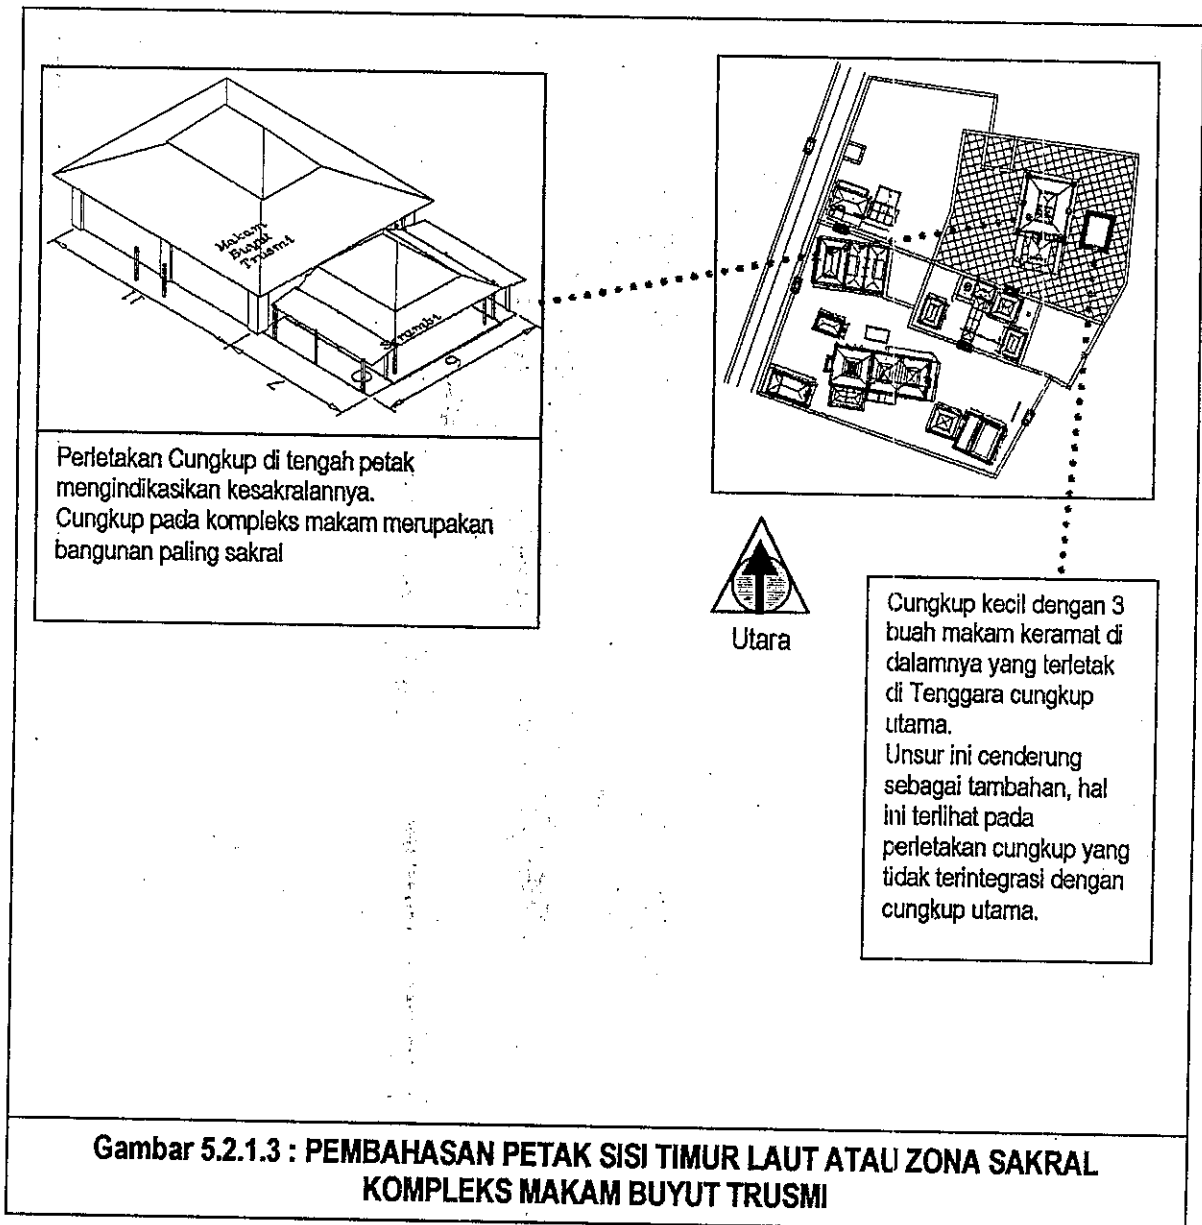 Makam
Buyut
Trusmi
Serambi
11
7
9
Perletakan Cungkup di tengah petak
mengindikasikan kesakralannya.
Cungkup pada kompleks makam merupakan
bangunan paling sakral
Utara
Cungkup kecil dengan 3
buah makam keramat di
dalamnya yang terletak
di Tenggara cungkup
utama.
Unsur ini cenderung
sebagai tambahan, hal
ini terlihat pada
perletakan cungkup yang
tidak terintegrasi dengan
cungkup utama.
Gambar 5.2.1.3 : PEMBAHASAN PETAK SISI TIMUR LAUT ATAU ZONA SAKRAL
KOMPLEKS MAKAM BUYUT TRUSMI